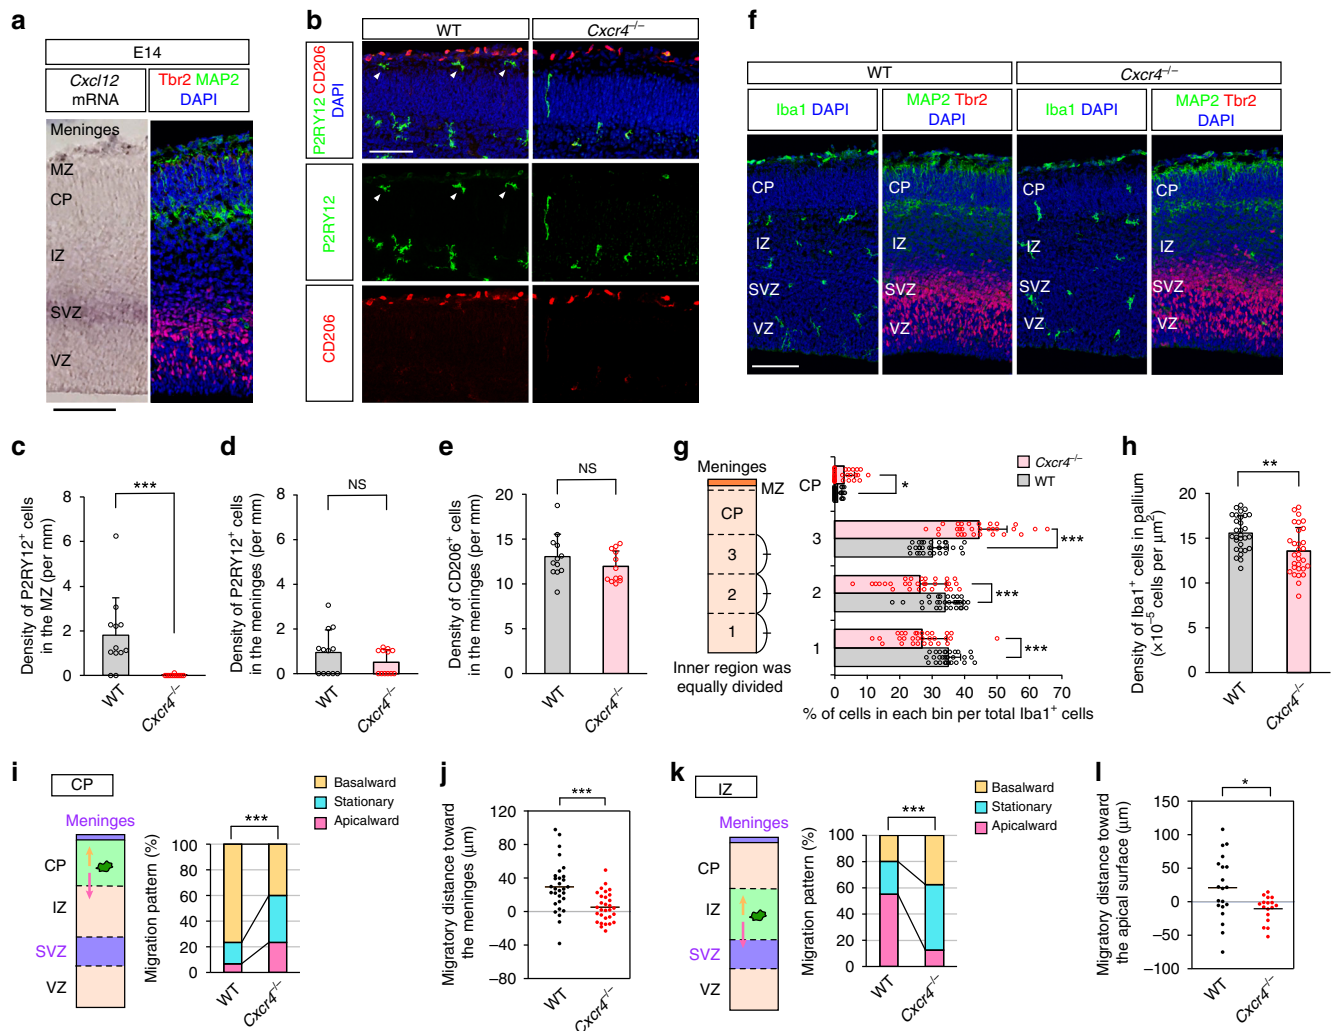 a
E14
Cxcl12
mRNA
Tbr2 MAP2
DAPI
Meninges
MZ
CP
IZ
SVZ
VZ
b
WT
Cxcr4–/–
P2RY12 CD206
DAPI
P2RY12
CD206
f
WT
Cxcr4–/–
Iba1 DAPI
MAP2 Tbr2
DAPI
Iba1 DAPI
MAP2 Tbr2
DAPI
CP
IZ
SVZ
VZ
CP
IZ
SVZ
VZ
CP
IZ
SVZ
VZ
CP
IZ
SVZ
VZ
c
Density of P2RY12+ cells
in the MZ (per mm)
8
6
4
2
0
***
WT
Cxcr4–/–
d
Density of P2RY12+ cells
in the meninges (per mm)
8
6
4
2
0
NS
WT
Cxcr4–/–
e
Density of CD206+ cells
in the meninges (per mm)
20
15
10
5
0
NS
WT
Cxcr4–/–
g
Meninges
MZ
CP
3
2
1
Inner region was
equally divided
CP
3
2
1
*
***
***
***
Cxcr4–/–
WT
0 10 20 30 40 50 60 70
% of cells in each bin per total Iba1+ cells
h
Density of Iba1+ cells in pallium
(×10–5 cells per μm2)
20
15
10
5
0
**
WT
Cxcr4–/–
i
CP
Meninges
CP
IZ
SVZ
VZ
Basalward
Stationary
Apicalward
Migration pattern (%)
100
80
60
40
20
0
***
WT
Cxcr4–/–
j
Migratory distance toward
the meninges (μm)
120
80
40
0
–40
–80
***
WT
Cxcr4–/–
k
IZ
Meninges
CP
IZ
SVZ
VZ
Basalward
Stationary
Apicalward
Migration pattern (%)
100
80
60
40
20
0
***
WT
Cxcr4–/–
l
Migratory distance toward
the apical surface (μm)
150
100
50
0
–50
–100
*
WT
Cxcr4–/–